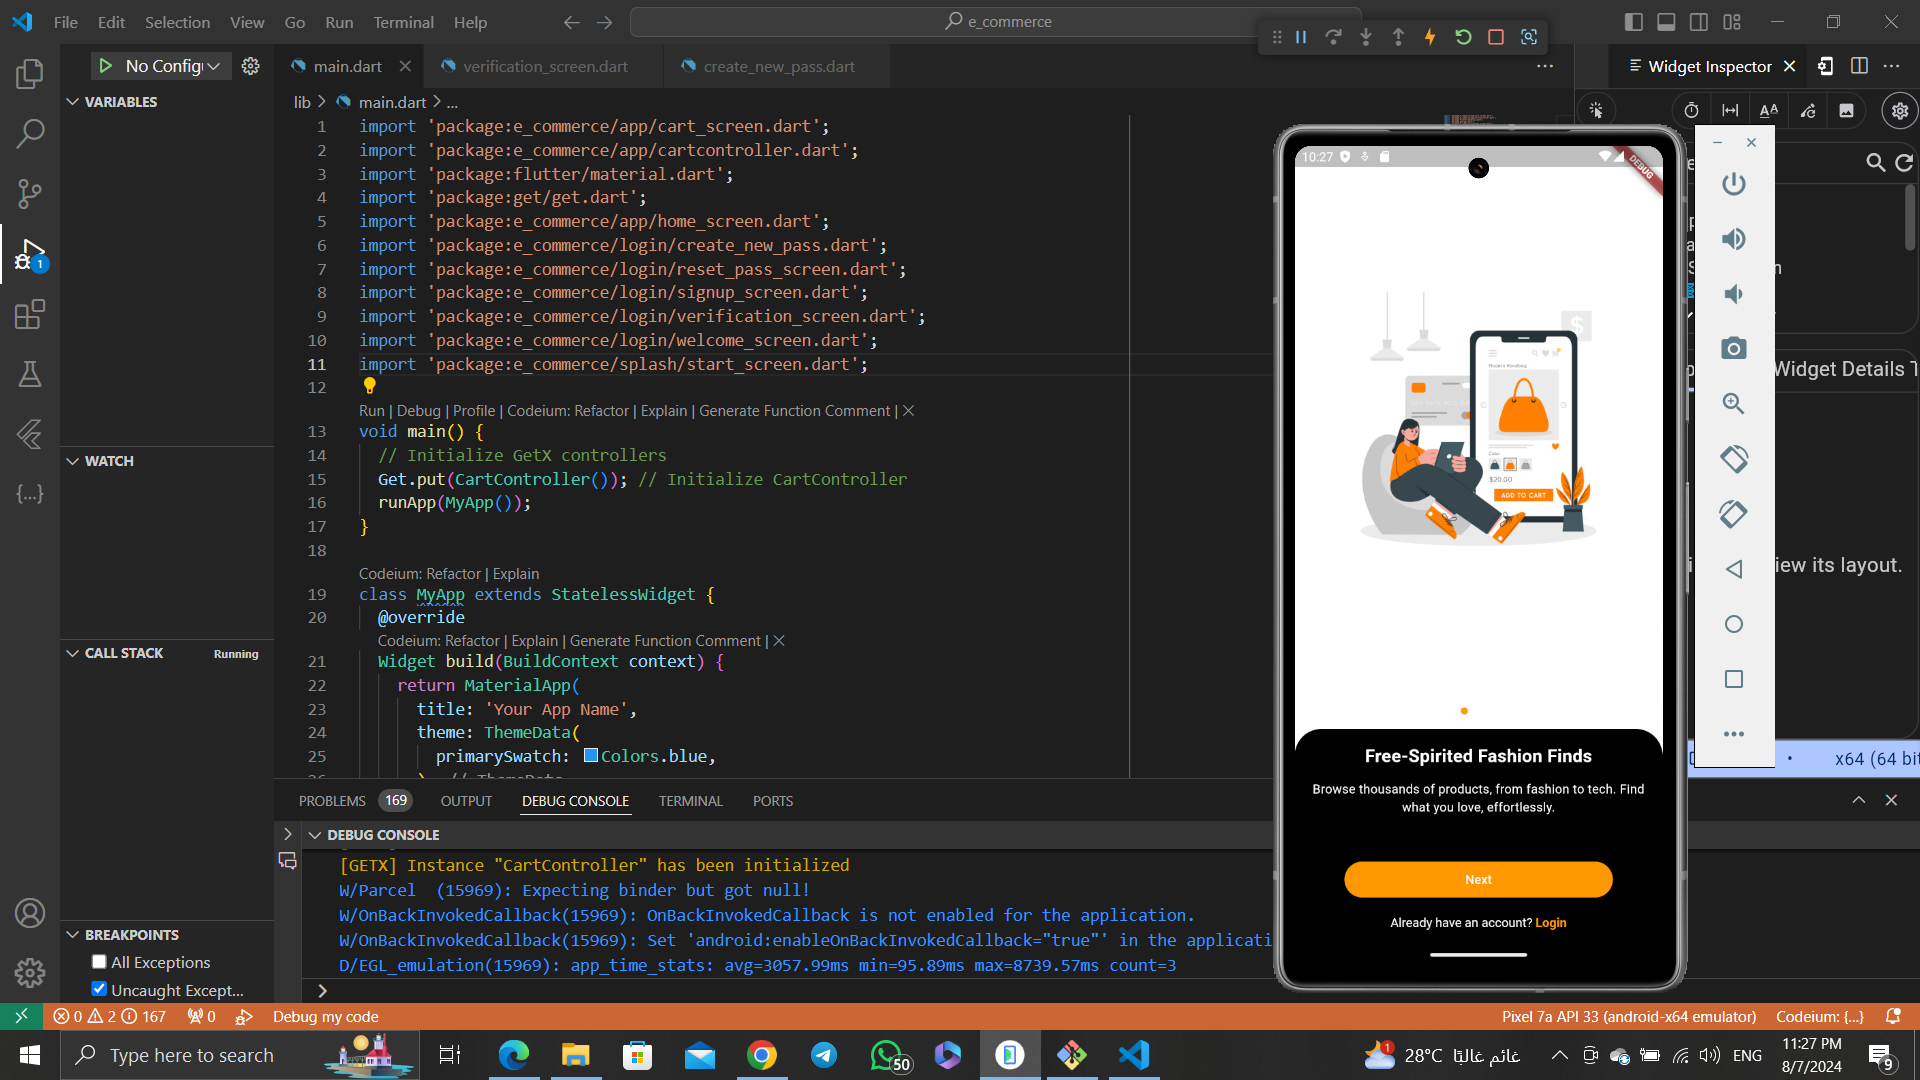 File Edit Selection View Go Run Terminal Help
e_commerce
No Config
main.dart
verification_screen.dart
create_new_pass.dart
Widget Inspector
VARIABLES
WATCH
CALL STACK
Running
BREAKPOINTS
All Exceptions
Uncaught Except...
lib > main.dart > ...
1 import 'package:e_commerce/app/cart_screen.dart';
2 import 'package:e_commerce/app/cartcontroller.dart';
3 import 'package:flutter/material.dart';
4 import 'package:get/get.dart';
5 import 'package:e_commerce/app/home_screen.dart';
6 import 'package:e_commerce/login/create_new_pass.dart';
7 import 'package:e_commerce/login/reset_pass_screen.dart';
8 import 'package:e_commerce/login/signup_screen.dart';
9 import 'package:e_commerce/login/verification_screen.dart';
10 import 'package:e_commerce/login/welcome_screen.dart';
11 import 'package:e_commerce/splash/start_screen.dart';
12
Run | Debug | Profile | Codeium: Refactor | Explain | Generate Function Comment | ×
13 void main() {
14 // Initialize GetX controllers
15 Get.put(CartController()); // Initialize CartController
16 runApp(MyApp());
17 }
18
Codeium: Refactor | Explain
19 class MyApp extends StatelessWidget {
20 @override
Codeium: Refactor | Explain | Generate Function Comment | ×
21 Widget build(BuildContext context) {
22 return MaterialApp(
23 title: 'Your App Name',
24 theme: ThemeData(
25 primarySwatch: Colors.blue,
PROBLEMS 169 OUTPUT DEBUG CONSOLE TERMINAL PORTS
DEBUG CONSOLE
[GETX] Instance "CartController" has been initialized
W/Parcel (15969): Expecting binder but got null!
W/OnBackInvokedCallback(15969): OnBackInvokedCallback is not enabled for the application.
W/OnBackInvokedCallback(15969): Set 'android:enableOnBackInvokedCallback="true"' in the applicati
D/EGL_emulation(15969): app_time_stats: avg=3057.99ms min=95.89ms max=8739.57ms count=3
10:27
DEBUG
Modern Handbag
Color
$20.00
ADD TO CART
Free-Spirited Fashion Finds
Browse thousands of products, from fashion to tech. Find
what you love, effortlessly.
Next
Already have an account? Login
Widget Details T
iew its layout.
x64 (64 bit
0 2 167 0 Debug my code
Pixel 7a API 33 (android-x64 emulator) Codeium: {...}
Type here to search
50
1
28°C غائم غالبًا
ENG
11:27 PM
8/7/2024
9